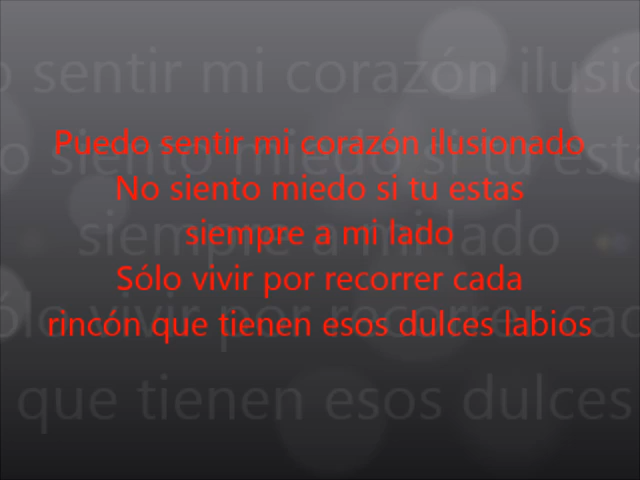 Puedo sentir mi corazón ilusionado
No siento miedo si tu estas
siempre a mi lado
Sólo vivir por recorrer cada
rincón que tienen esos dulces labios